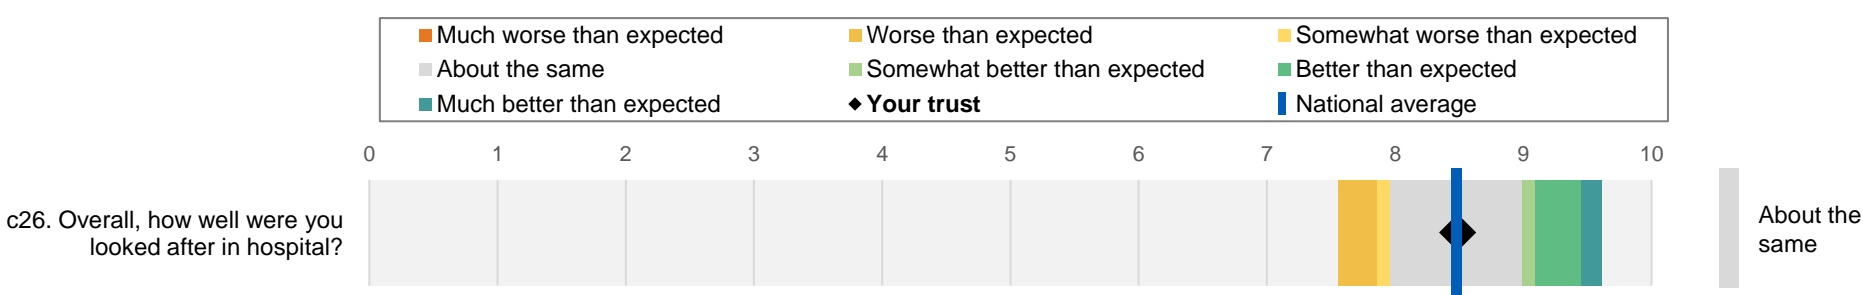 Much worse than expected
Worse than expected
Somewhat worse than expected
About the same
Somewhat better than expected
Better than expected
Much better than expected
Your trust
National average
0 1 2 3 4 5 6 7 8 9 10
c26. Overall, how well were you
looked after in hospital?
About the
same